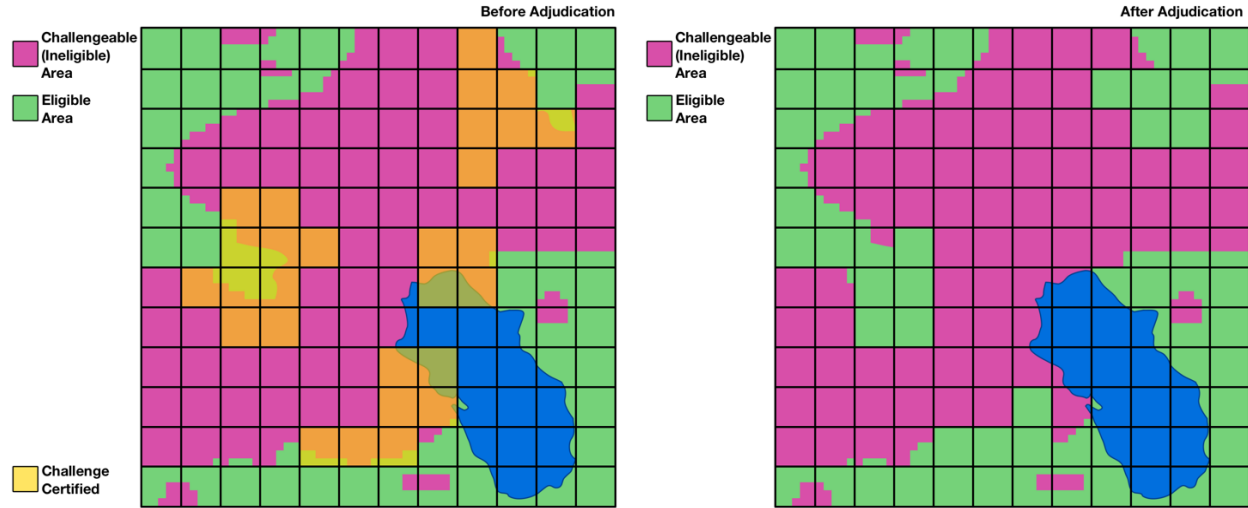 Before Adjudication
Challengeable
(Ineligible)
Area
Eligible
Area
Challenge
Certified
After Adjudication
Challengeable
(Ineligible)
Area
Eligible
Area